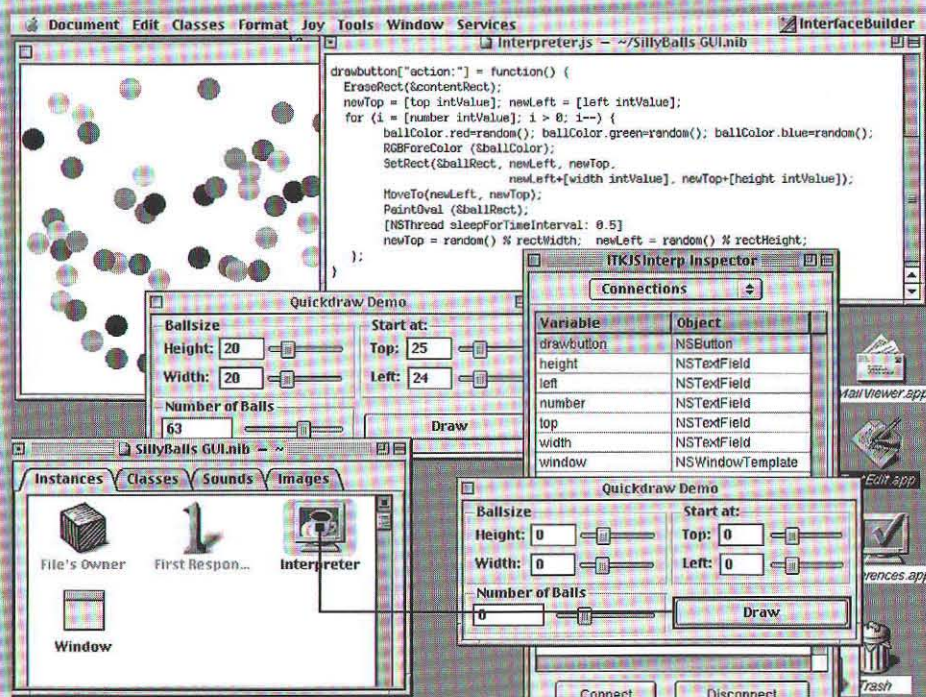 Document Edit Classes Format Joy Tools Window Services InterfaceBuilder
Interpreter.js — ~/SillyBalls GUI.nib
drawbutton["action:"] = function() {
EraseRect(&contentRect);
newTop = [top intValue]; newLeft = [left intValue];
for (i = [number intValue]; i > 0; i--) {
ballColor.red=random(); ballColor.green=random(); ballColor.blue=random();
RGBForeColor (&ballColor);
SetRect(&ballRect, newLeft, newTop,
newLeft+[width intValue], newTop+[height intValue]);
MoveTo(newLeft, newTop);
PaintOval (&ballRect);
[NSThread sleepForTimeInterval: 0.5]
newTop = random() % rectWidth; newLeft = random() % rectHeight;
};
}
ITKJSInterp Inspector
Connections
Variable Object
drawbutton NSButton
height NSTextField
left NSTextField
number NSTextField
top NSTextField
width NSTextField
window NSWindowTemplate
Quickdraw Demo
Ballsize Start at:
Height: 20 Top: 25
Width: 20 Left: 24
Number of Balls
63 Draw
MailViewer.app
Edit.app
erences.app
Trash
SillyBalls GUI.nib — ~
Instances Classes Sounds Images
File's Owner First Respon... Interpreter
Window
Quickdraw Demo
Ballsize Start at:
Height: 0 Top: 0
Width: 0 Left: 0
Number of Balls
0 Draw
Connect Disconnect